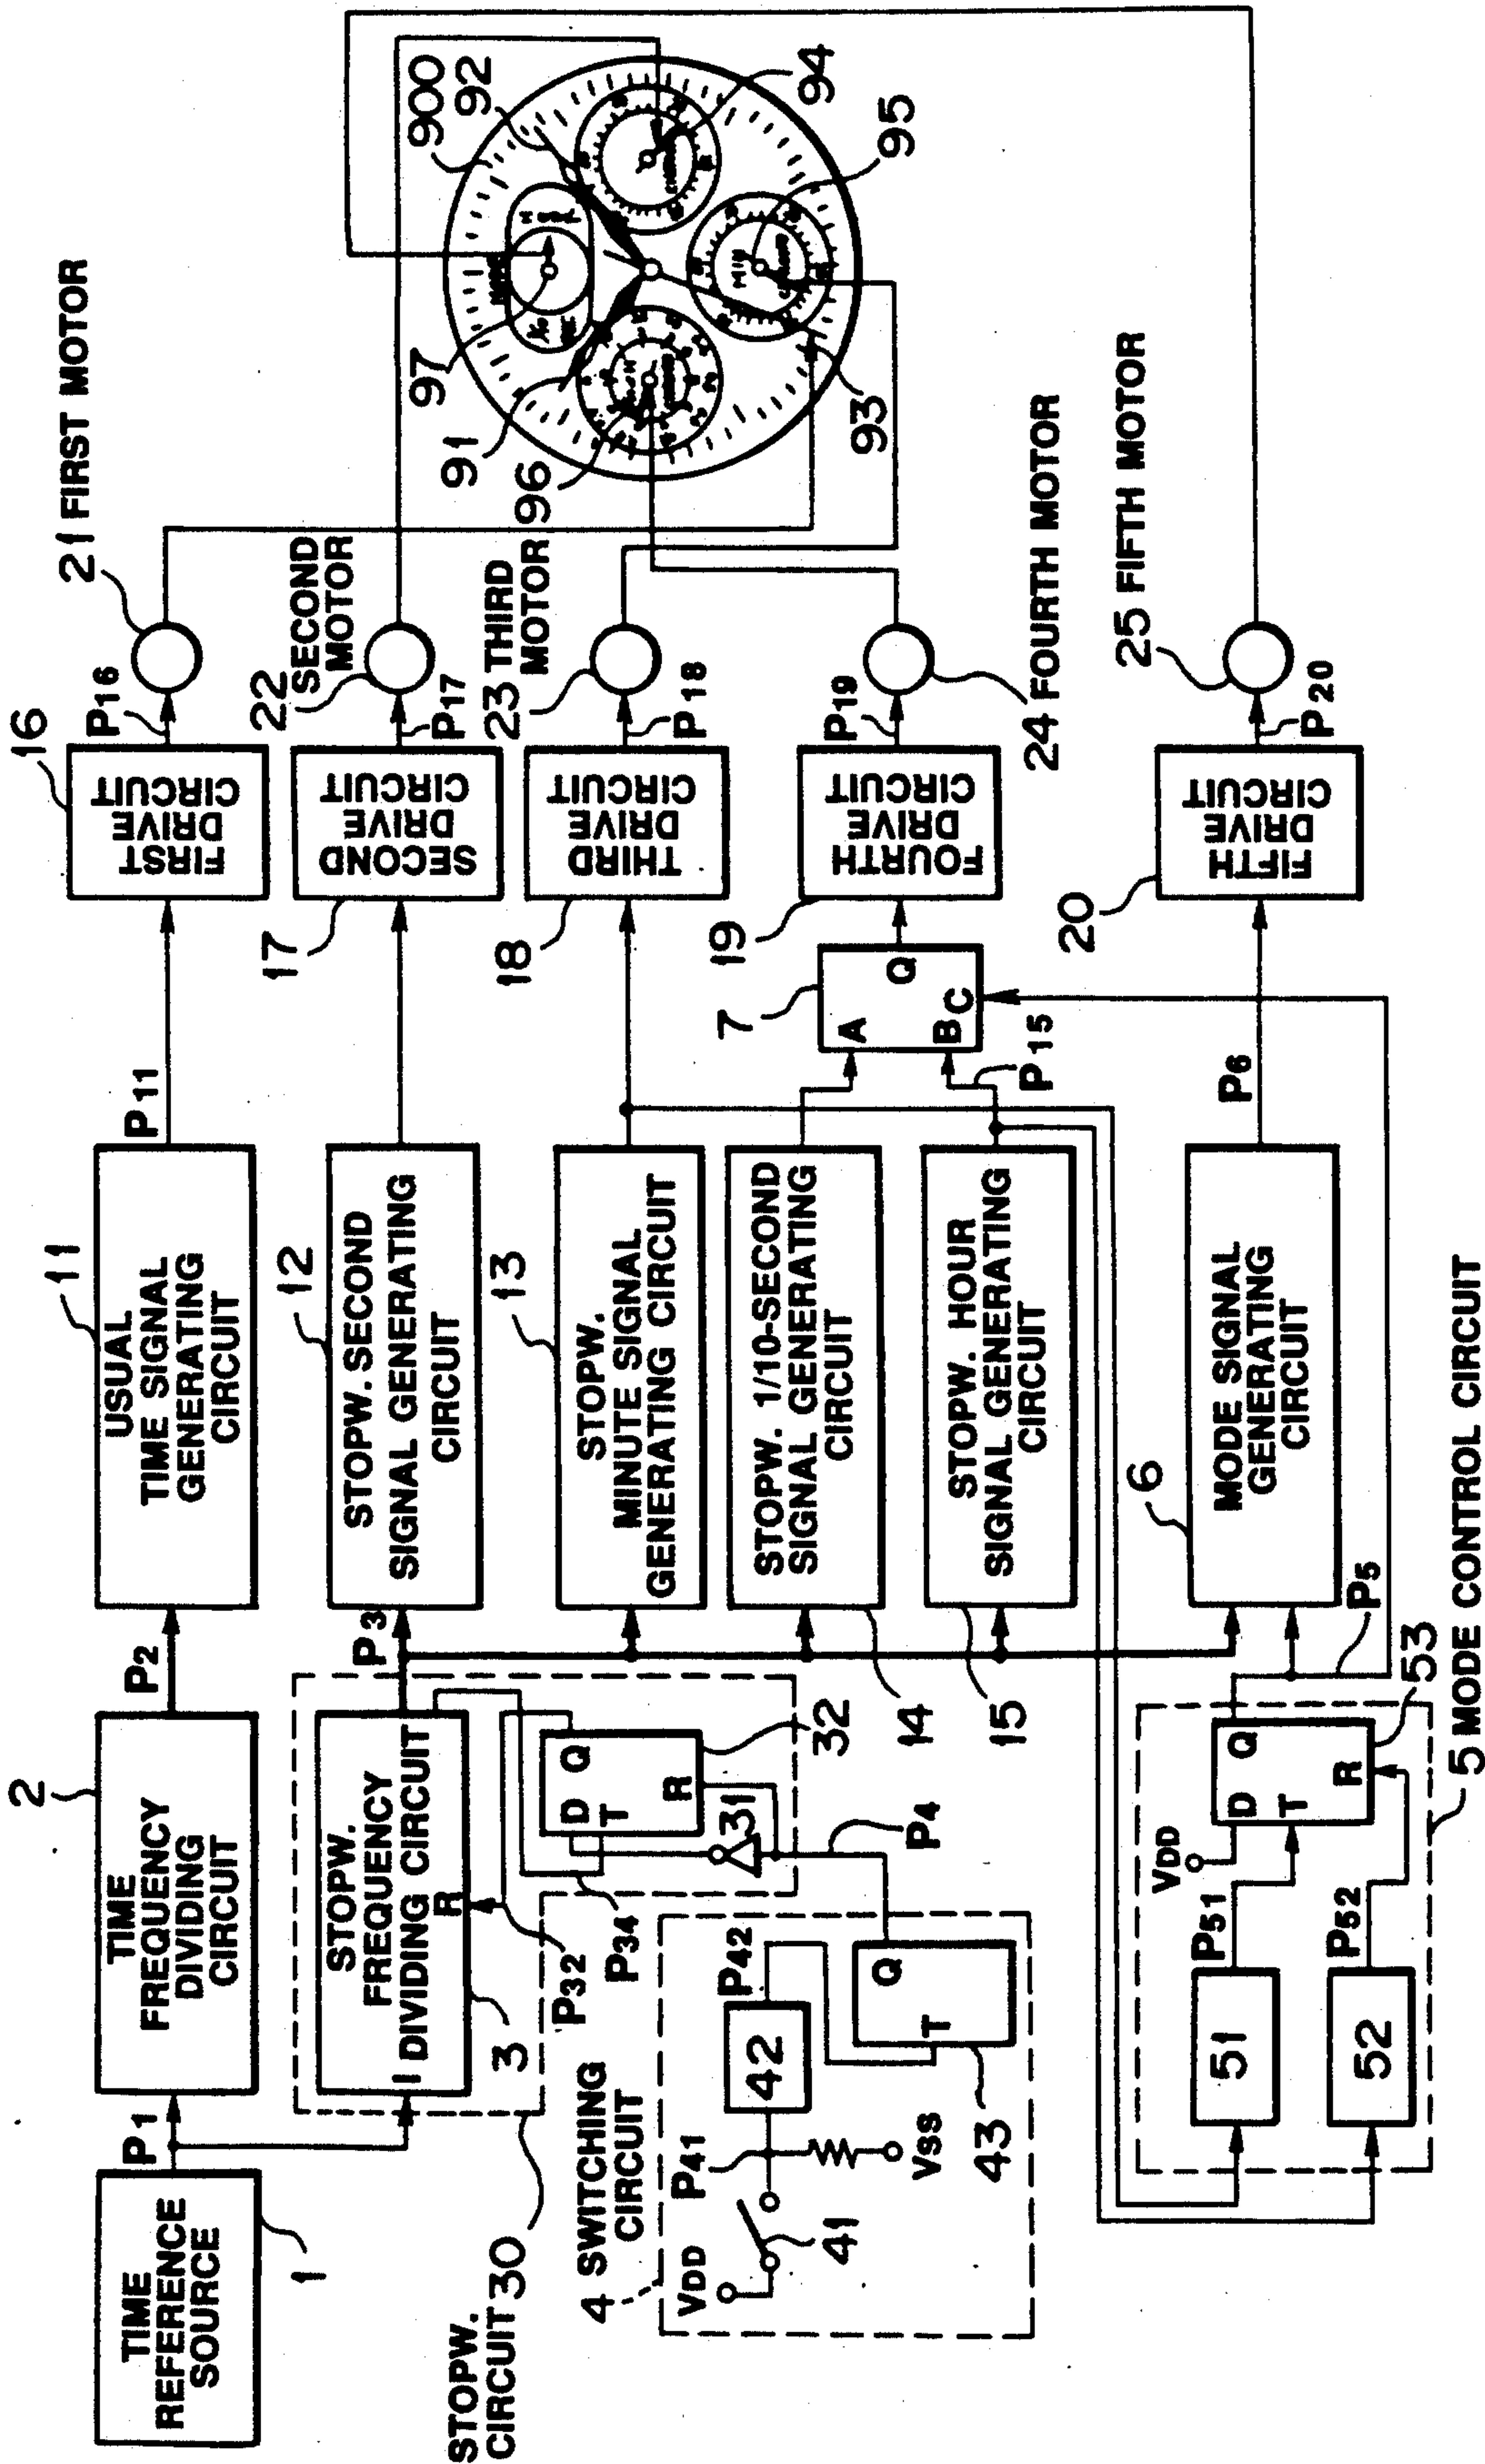 TIME
REFERENCE
SOURCE
1
P1
2
TIME
FREQUENCY
DIVIDING
CIRCUIT
P2
11
USUAL
TIME SIGNAL
GENERATING
CIRCUIT
P11
16
FIRST
DRIVE
CIRCUIT
P16
21 FIRST MOTOR
STOPW.
CIRCUIT 30
STOPW.
FREQUENCY
I DIVIDING CIRCUIT
R
3
P32
P34
D Q
T
R
32
31
P3
12
STOPW. SECOND
SIGNAL GENERATING
CIRCUIT
17
SECOND
DRIVE
CIRCUIT
P17
22
SECOND
MOTOR
13
STOPW.
MINUTE SIGNAL
GENERATING CIRCUIT
18
THIRD
DRIVE
CIRCUIT
P18
23 THIRD
MOTOR
STOPW. 1/10-SECOND
SIGNAL GENERATING
CIRCUIT
14
STOPW. HOUR
SIGNAL GENERATING
CIRCUIT
15
7
A
Q
B
C
P15
19
FOURTH
DRIVE
CIRCUIT
P19
24 FOURTH MOTOR
4 SWITCHING
CIRCUIT
VDD
41
P41
VSS
42
P42
Q
T
43
P4
6
MODE SIGNAL
GENERATING
CIRCUIT
P6
20
FIFTH
DRIVE
CIRCUIT
P20
25 FIFTH MOTOR
51
P51
52
P52
VDD
D Q
T
R
53
P5
5 MODE CONTROL CIRCUIT
900
92
97
91
96
94
95
93
MODE
HOUR
1/10
SEC
MIN